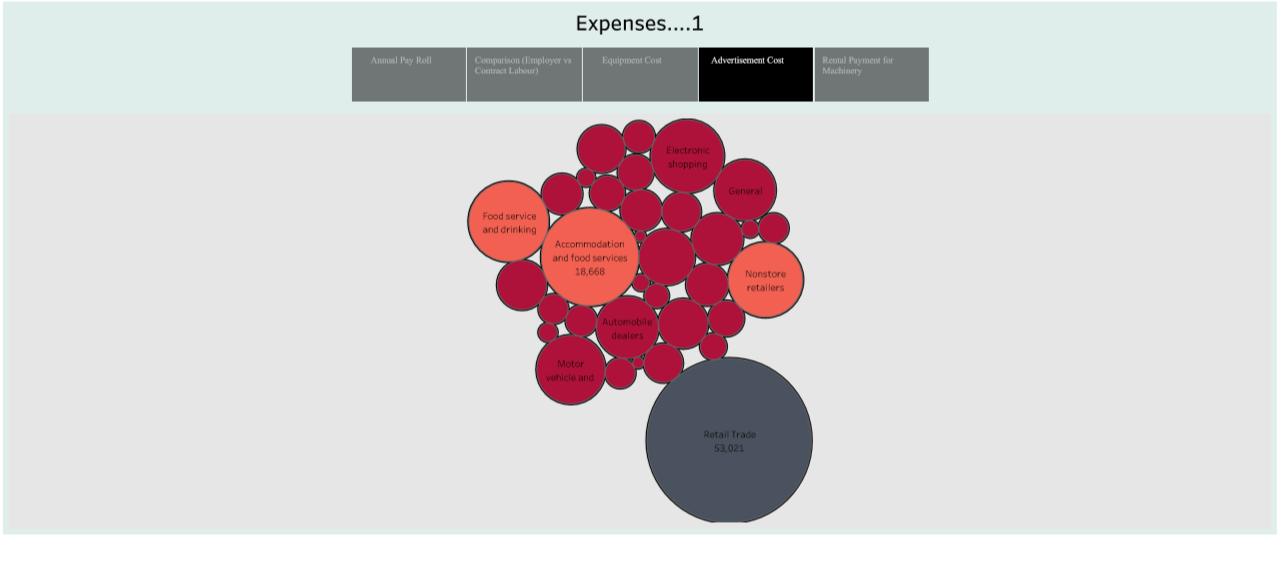 Expenses....1
Annual Pay Roll
Comparison (Employer vs
Contract Labour)
Equipment Cost
Advertisement Cost
Rental Payment for
Machinery
Electronic
shopping
General
Food service
and drinking
Accommodation
and food services
18,668
Nonstore
retailers
Automobile
dealers
Motor
vehicle and
Retail Trade
53,021